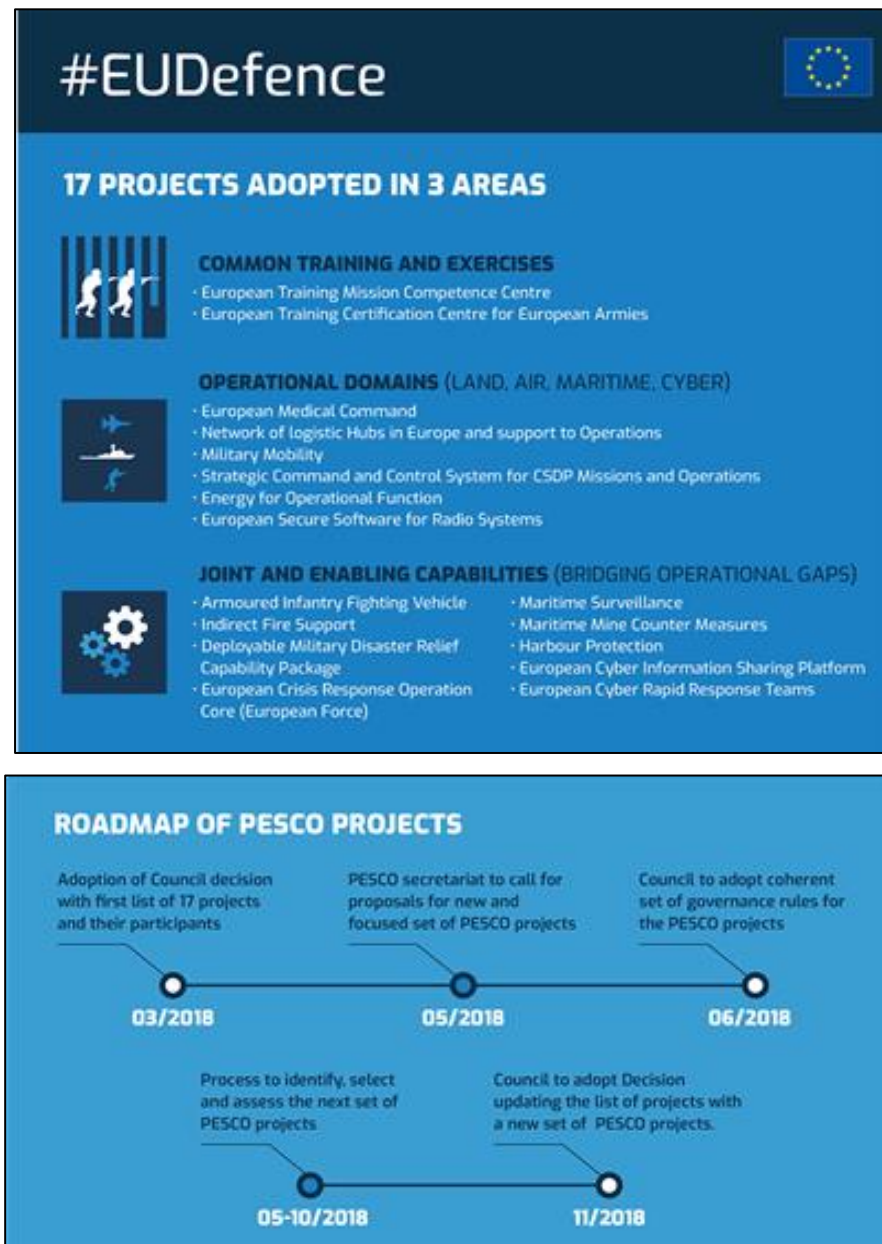 #EUDefence
17 PROJECTS ADOPTED IN 3 AREAS
COMMON TRAINING AND EXERCISES
· European Training Mission Competence Centre
· European Training Certification Centre for European Armies
OPERATIONAL DOMAINS (LAND, AIR, MARITIME, CYBER)
· European Medical Command
· Network of logistic Hubs in Europe and support to Operations
· Military Mobility
· Strategic Command and Control System for CSDP Missions and Operations
· Energy for Operational Function
· European Secure Software for Radio Systems
JOINT AND ENABLING CAPABILITIES (BRIDGING OPERATIONAL GAPS)
· Armoured Infantry Fighting Vehicle
· Indirect Fire Support
· Deployable Military Disaster Relief
Capability Package
· European Crisis Response Operation
Core (European Force)
· Maritime Surveillance
· Maritime Mine Counter Measures
· Harbour Protection
· European Cyber Information Sharing Platform
· European Cyber Rapid Response Teams
ROADMAP OF PESCO PROJECTS
Adoption of Council decision
with first list of 17 projects
and their participants
03/2018
PESCO secretariat to call for
proposals for new and
focused set of PESCO projects
05/2018
Council to adopt coherent
set of governance rules for
the PESCO projects
06/2018
Process to identify, select
and assess the next set of
PESCO projects
05-10/2018
Council to adopt Decision
updating the list of projects with
a new set of PESCO projects.
11/2018